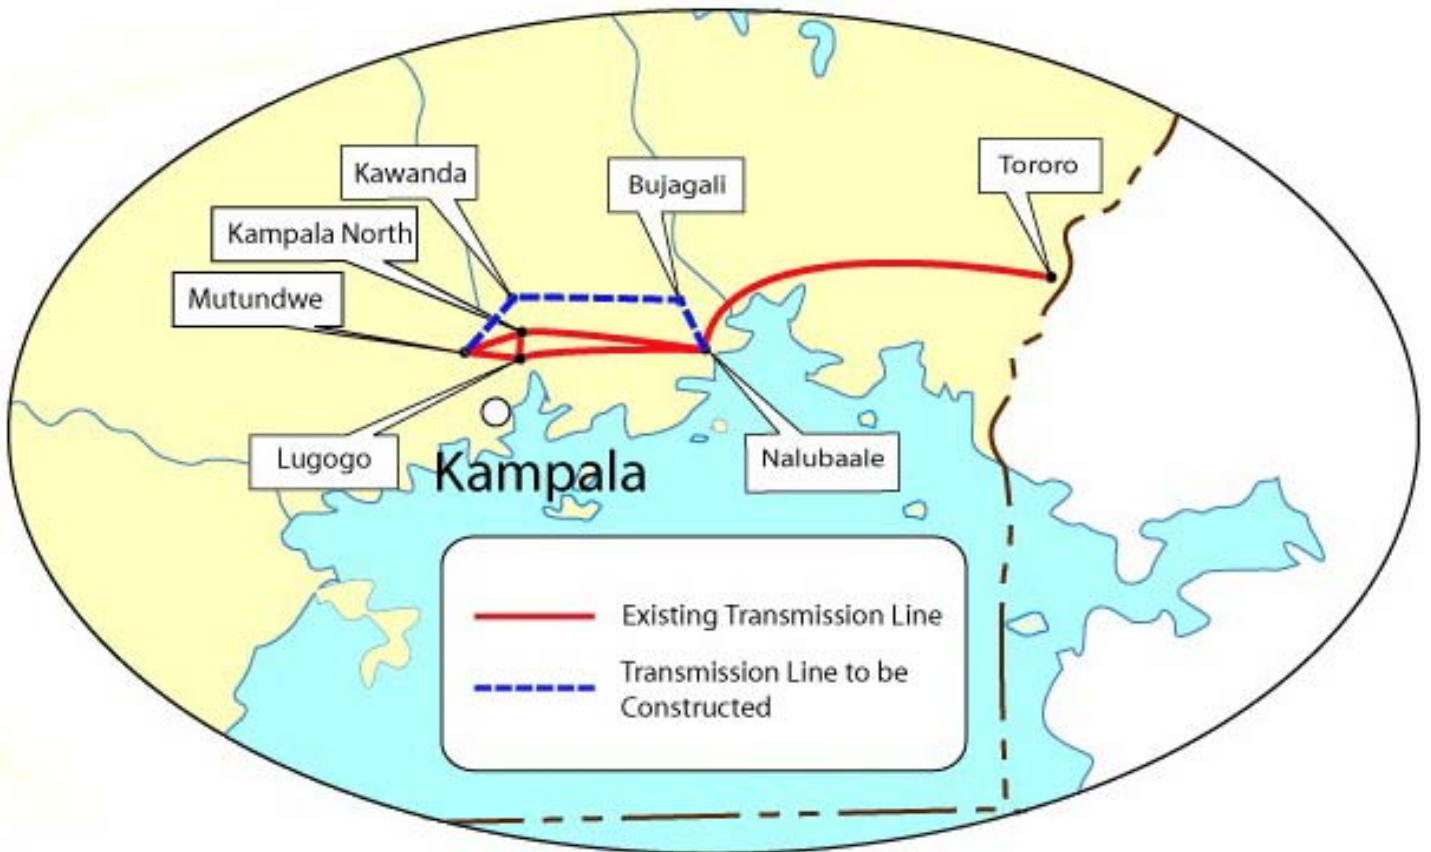 Kawanda
Bujagali
Tororo
Kampala North
Mutundwe
Lugogo
Kampala
Nalubaale
Existing Transmission Line
Transmission Line to be
Constructed